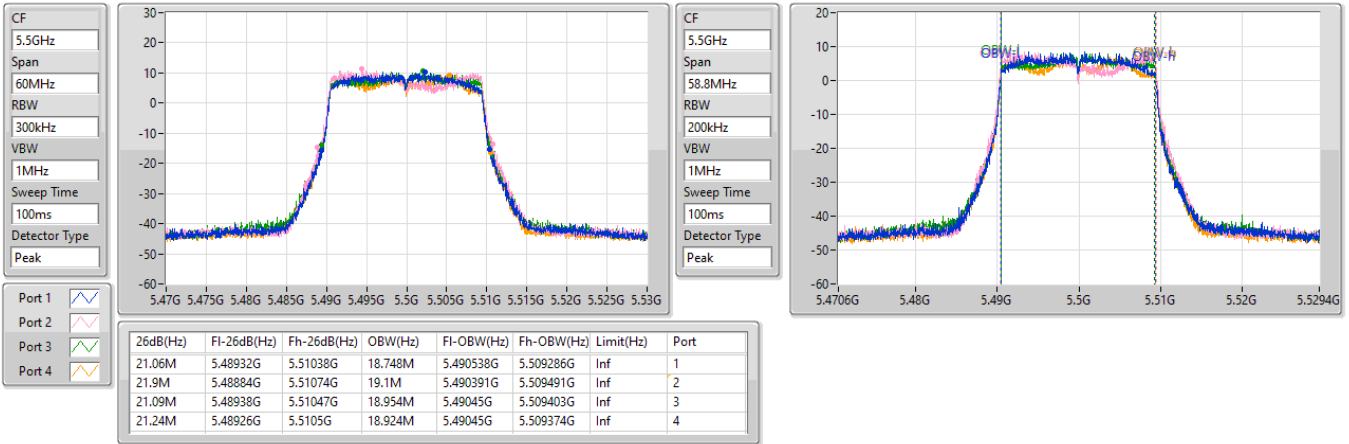 CF
5.5GHz
Span
60MHz
RBW
300kHz
VBW
1MHz
Sweep Time
100ms
Detector Type
Peak
30
20
10
0
-10
-20
-30
-40
-50
-60
5.47G 5.475G 5.48G 5.485G 5.49G 5.495G 5.5G 5.505G 5.51G 5.515G 5.52G 5.525G 5.53G
CF
5.5GHz
Span
58.8MHz
RBW
200kHz
VBW
1MHz
Sweep Time
100ms
Detector Type
Peak
20
10
0
-10
-20
-30
-40
-50
-60
OBW-l OBW-h
5.4706G 5.48G 5.49G 5.5G 5.51G 5.52G 5.5294G
Port 1
Port 2
Port 3
Port 4
26dB(Hz) Fl-26dB(Hz) Fh-26dB(Hz) OBW(Hz) Fl-OBW(Hz) Fh-OBW(Hz) Limit(Hz) Port
21.06M 5.48932G 5.51038G 18.748M 5.490538G 5.509286G Inf 1
21.9M 5.48884G 5.51074G 19.1M 5.490391G 5.509491G Inf 2
21.09M 5.48938G 5.51047G 18.954M 5.49045G 5.509403G Inf 3
21.24M 5.48926G 5.5105G 18.924M 5.49045G 5.509374G Inf 4